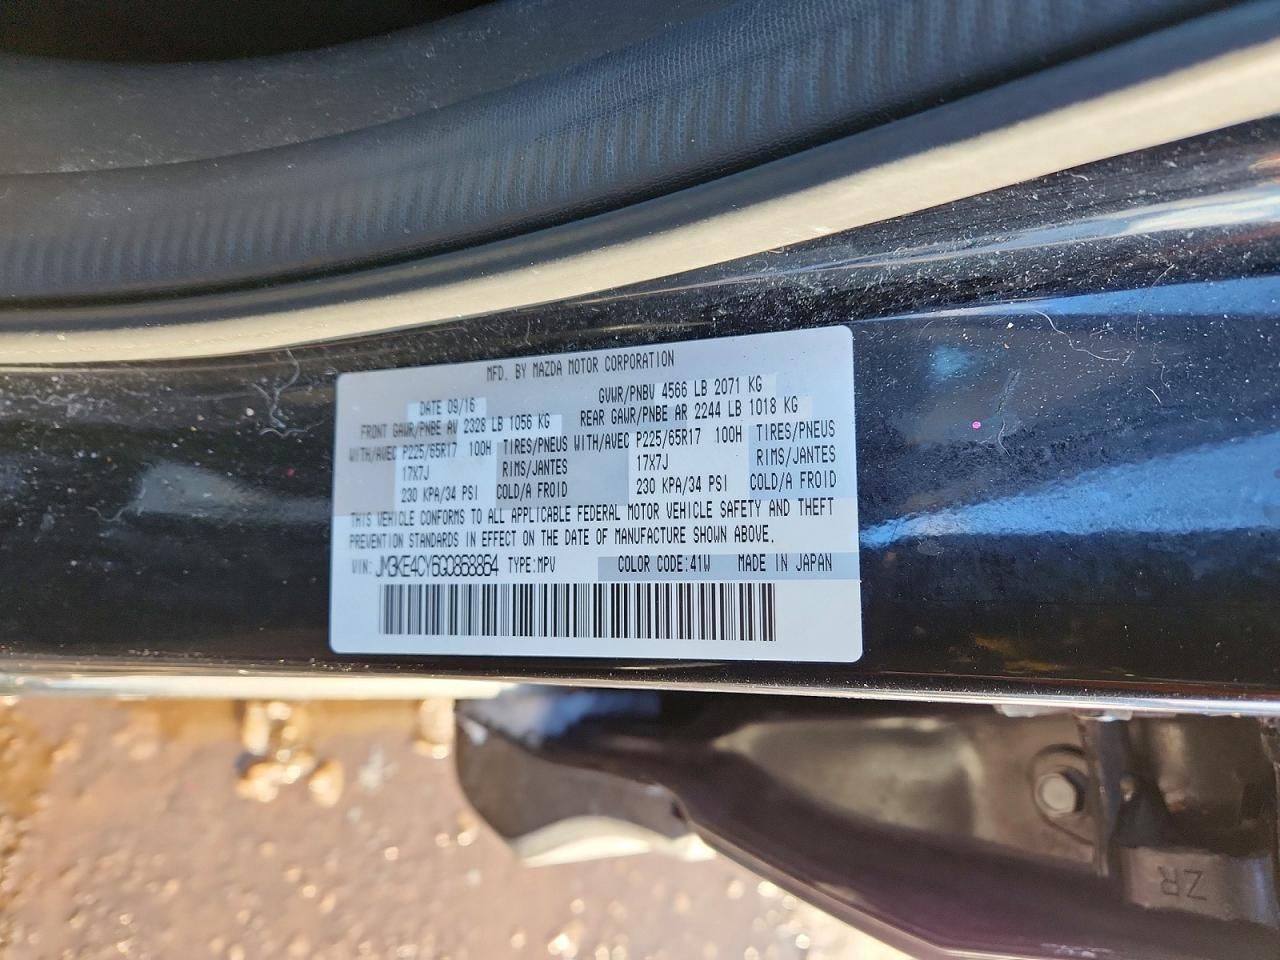 MFD. BY MAZDA MOTOR CORPORATION
DATE 09/16 GVWR/PNBV 4566 LB 2071 KG
FRONT GAWR/PNBE AV 2328 LB 1056 KG REAR GAWR/PNBE AR 2244 LB 1018 KG
WITH/AVEC P225/65R17 100H TIRES/PNEUS WITH/AVEC P225/65R17 100H TIRES/PNEUS
17X7J RIMS/JANTES 17X7J RIMS/JANTES
230 KPA/34 PSI COLD/A FROID 230 KPA/34 PSI COLD/A FROID
THIS VEHICLE CONFORMS TO ALL APPLICABLE FEDERAL MOTOR VEHICLE SAFETY AND THEFT
PREVENTION STANDARDS IN EFFECT ON THE DATE OF MANUFACTURE SHOWN ABOVE.
VIN: JM3KE4CY6G0868864 TYPE:MPV COLOR CODE:41W MADE IN JAPAN
ZR